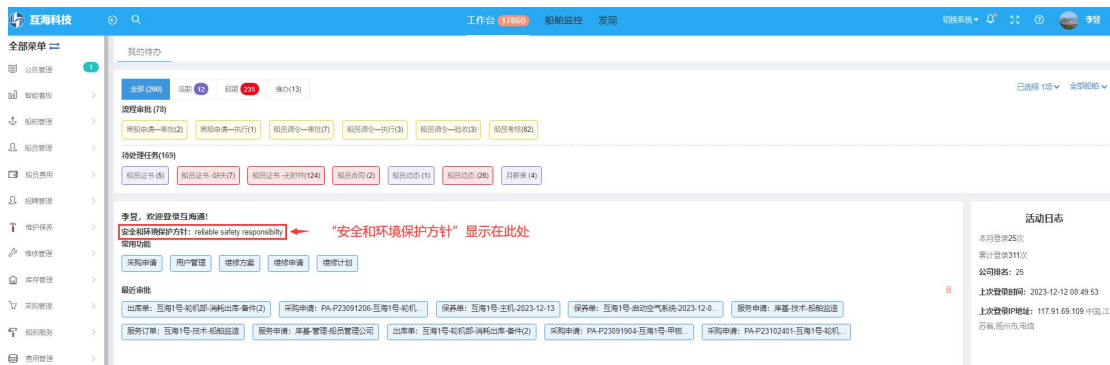 互海科技
工作台 17860 船舶监控 发现
切换系统
李昱
全部菜单
我的待办
公告管理 1
智能看板
船舶管理
船员管理
船员费用
招聘管理
维护保养
维修管理
库存管理
采购管理
船舶服务
费用管理
全部 (260) 临期 12 超期 235 催办(13)
已选择 1项 全部船舶
流程审批 (78)
离船申请—审批(2) 离船申请—执行(1) 船员调令—审批(7) 船员调令—执行(3) 船员调令—验收(3) 船员考核(62)
待处理任务(169)
船员证书 (5) 船员证书 -缺失(7) 船员证书 -无附件(124) 船员合同 (2) 船员动态 (1) 船员动态 (26) 月薪表 (4)
李昱，欢迎登录互海通！
安全和环境保护方针：reliable safety responsibilty
“安全和环境保护方针”显示在此处
常用功能
采购申请 用户管理 维修方案 维修申请 维修计划
最近审批
出库单：互海1号-轮机部-消耗出库-备件(2) 采购申请：PA-P23091206-互海1号-轮机... 保养单：互海1号-主机-2023-12-13 保养单：互海1号-启动空气系统-2023-12-0... 服务申请：岸基-技术-船舶监造
服务订单：互海1号-技术-船舶监造 服务申请：岸基-管理-船员管理公司 出库单：互海1号-轮机部-消耗出库-备件(2) 采购申请：PA-P23091904-互海1号-甲板... 采购申请：PA-P23102401-互海1号-轮机...
活动日志
本月登录25次
累计登录311次
公司排名：25
上次登录时间：2023-12-12 08:49:53
上次登录IP地址：117.91.69.109 中国,江
苏省,扬州市,电信